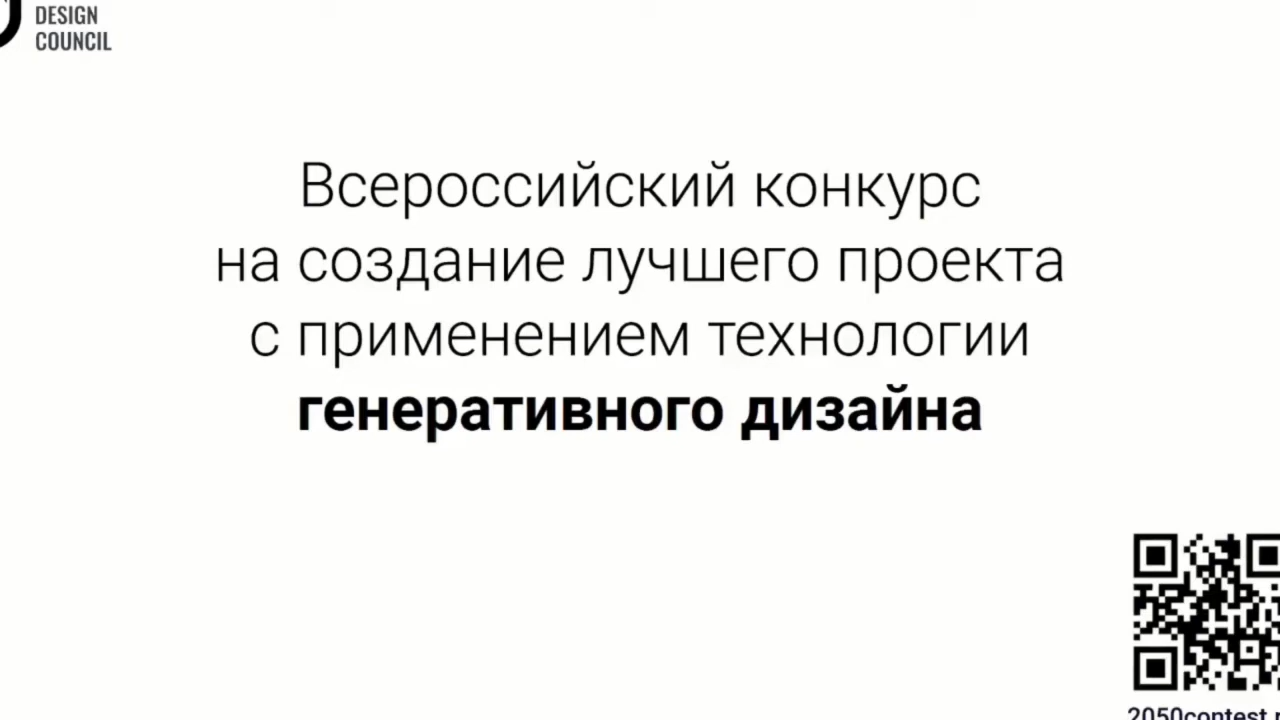 DESIGN
COUNCIL
Всероссийский конкурс
на создание лучшего проекта
с применением технологии
генеративного дизайна